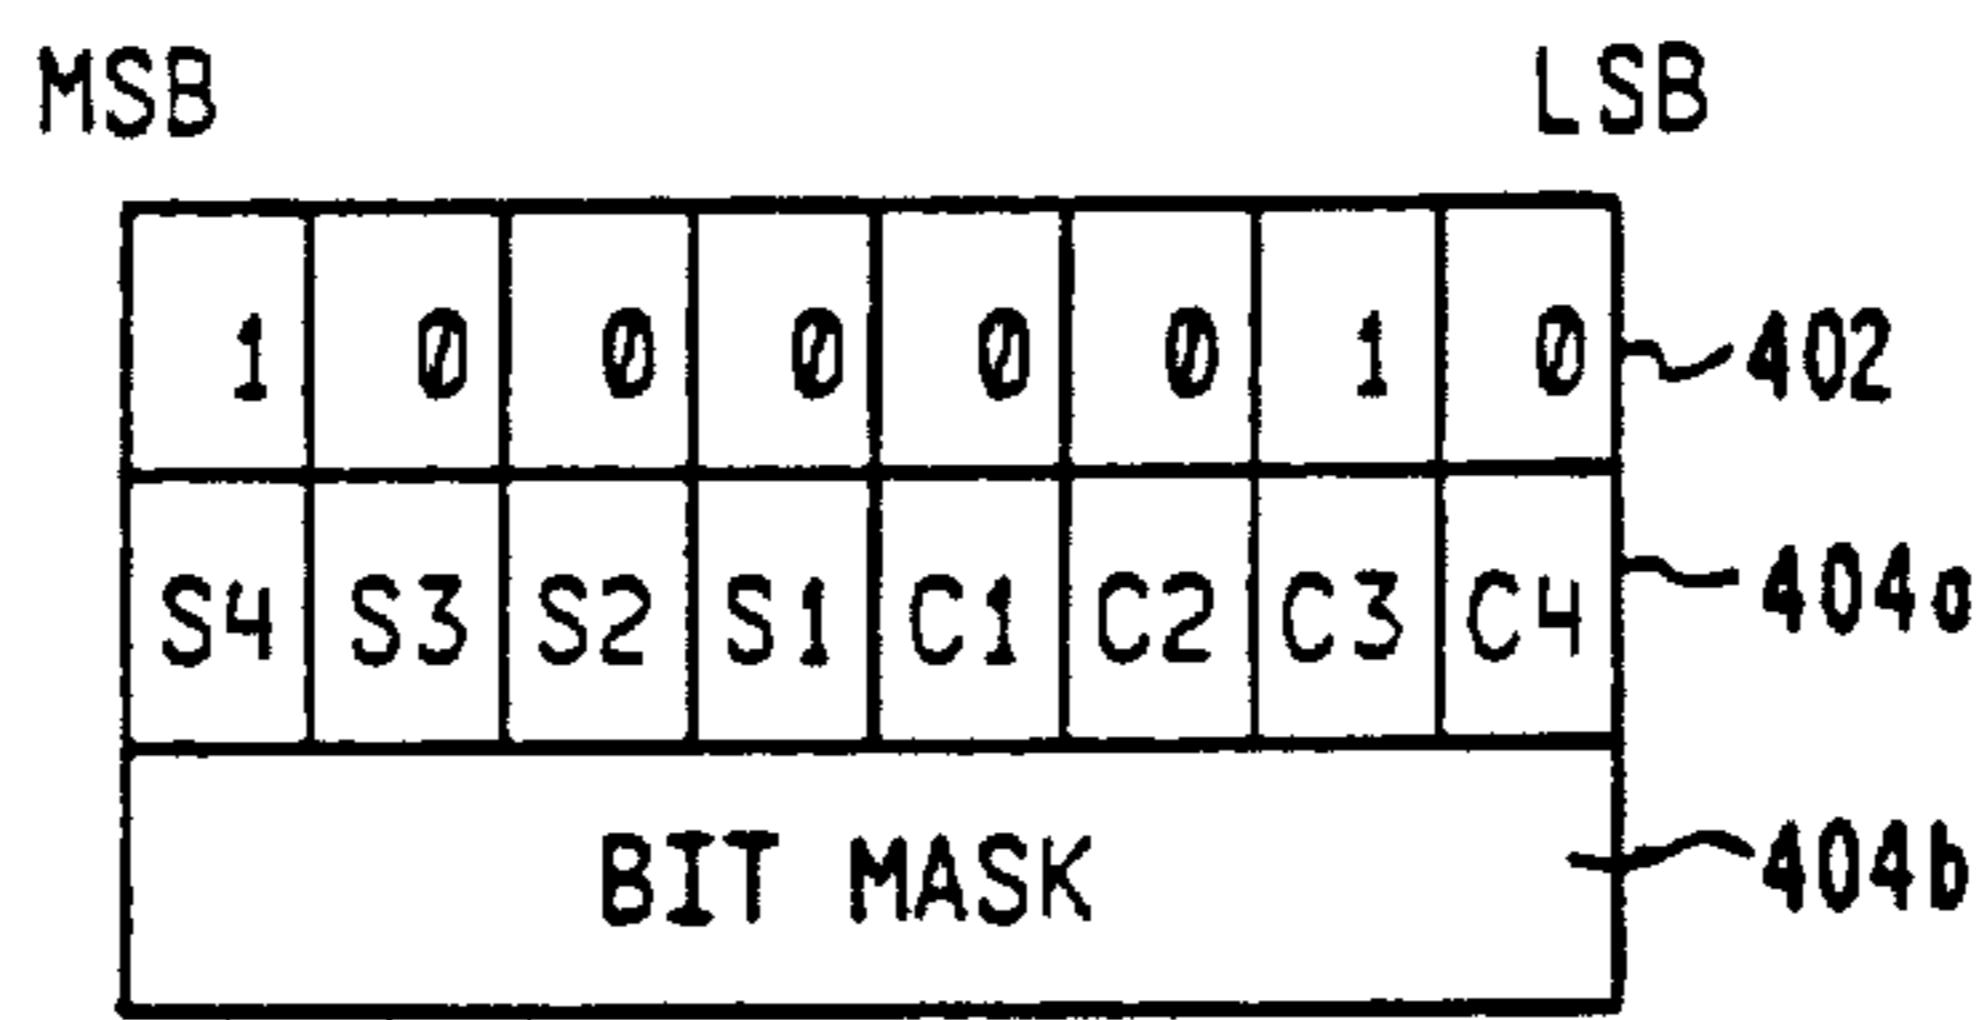 MSB LSB
1 0 0 0 0 0 1 0 402
S4 S3 S2 S1 C1 C2 C3 C4 404a
BIT MASK 404b